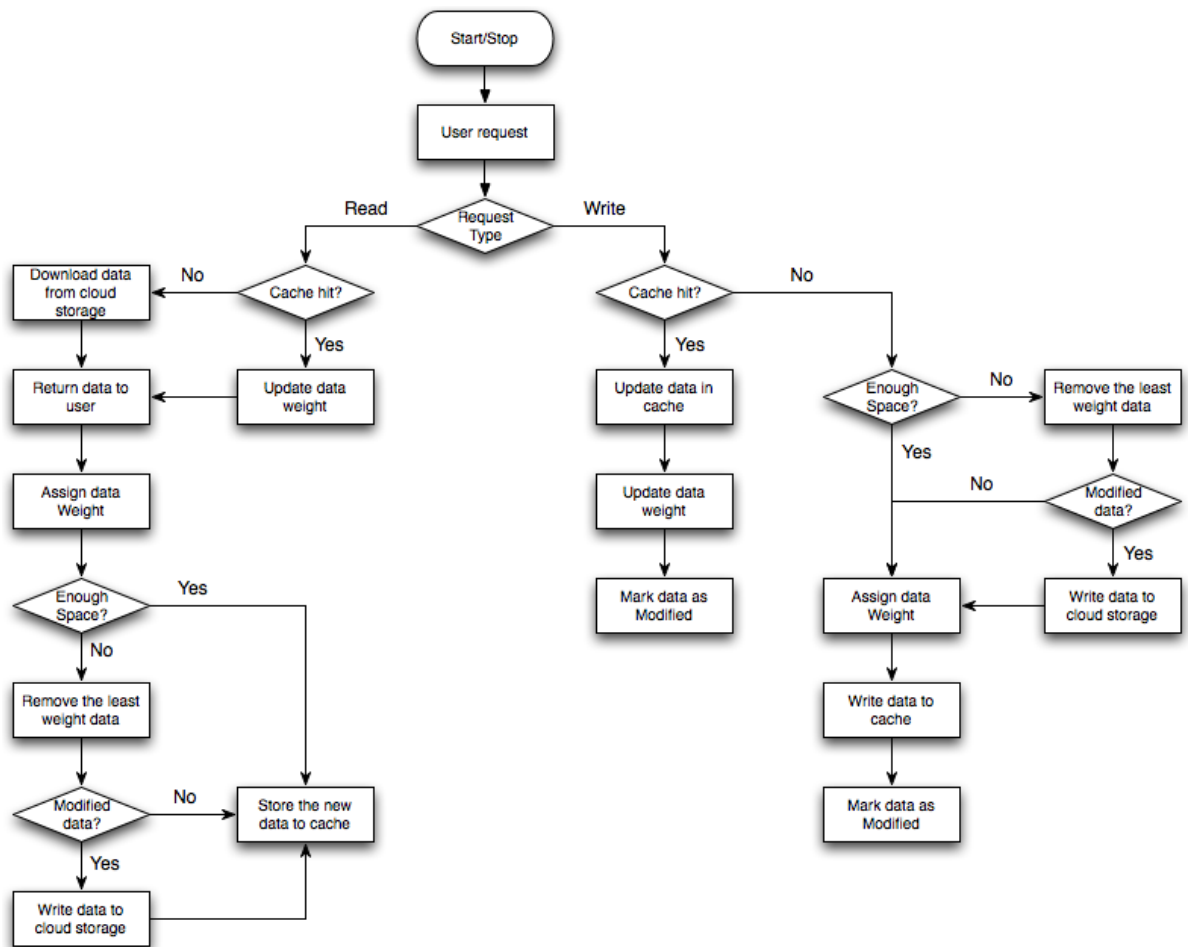 Start/Stop
User request
Read
Request
Type
Write
Download data
from cloud
storage
No
Cache hit?
Cache hit?
No
Yes
Yes
Return data to
user
Update data
weight
Update data in
cache
Enough
Space?
No
Remove the least
weight data
Yes
Assign data
Weight
Update data
weight
No
Modified
data?
Yes
Enough
Space?
Yes
Mark data as
Modified
Assign data
Weight
Write data to
cloud storage
No
Remove the least
weight data
Write data to
cache
Modified
data?
No
Store the new
data to cache
Mark data as
Modified
Yes
Write data to
cloud storage